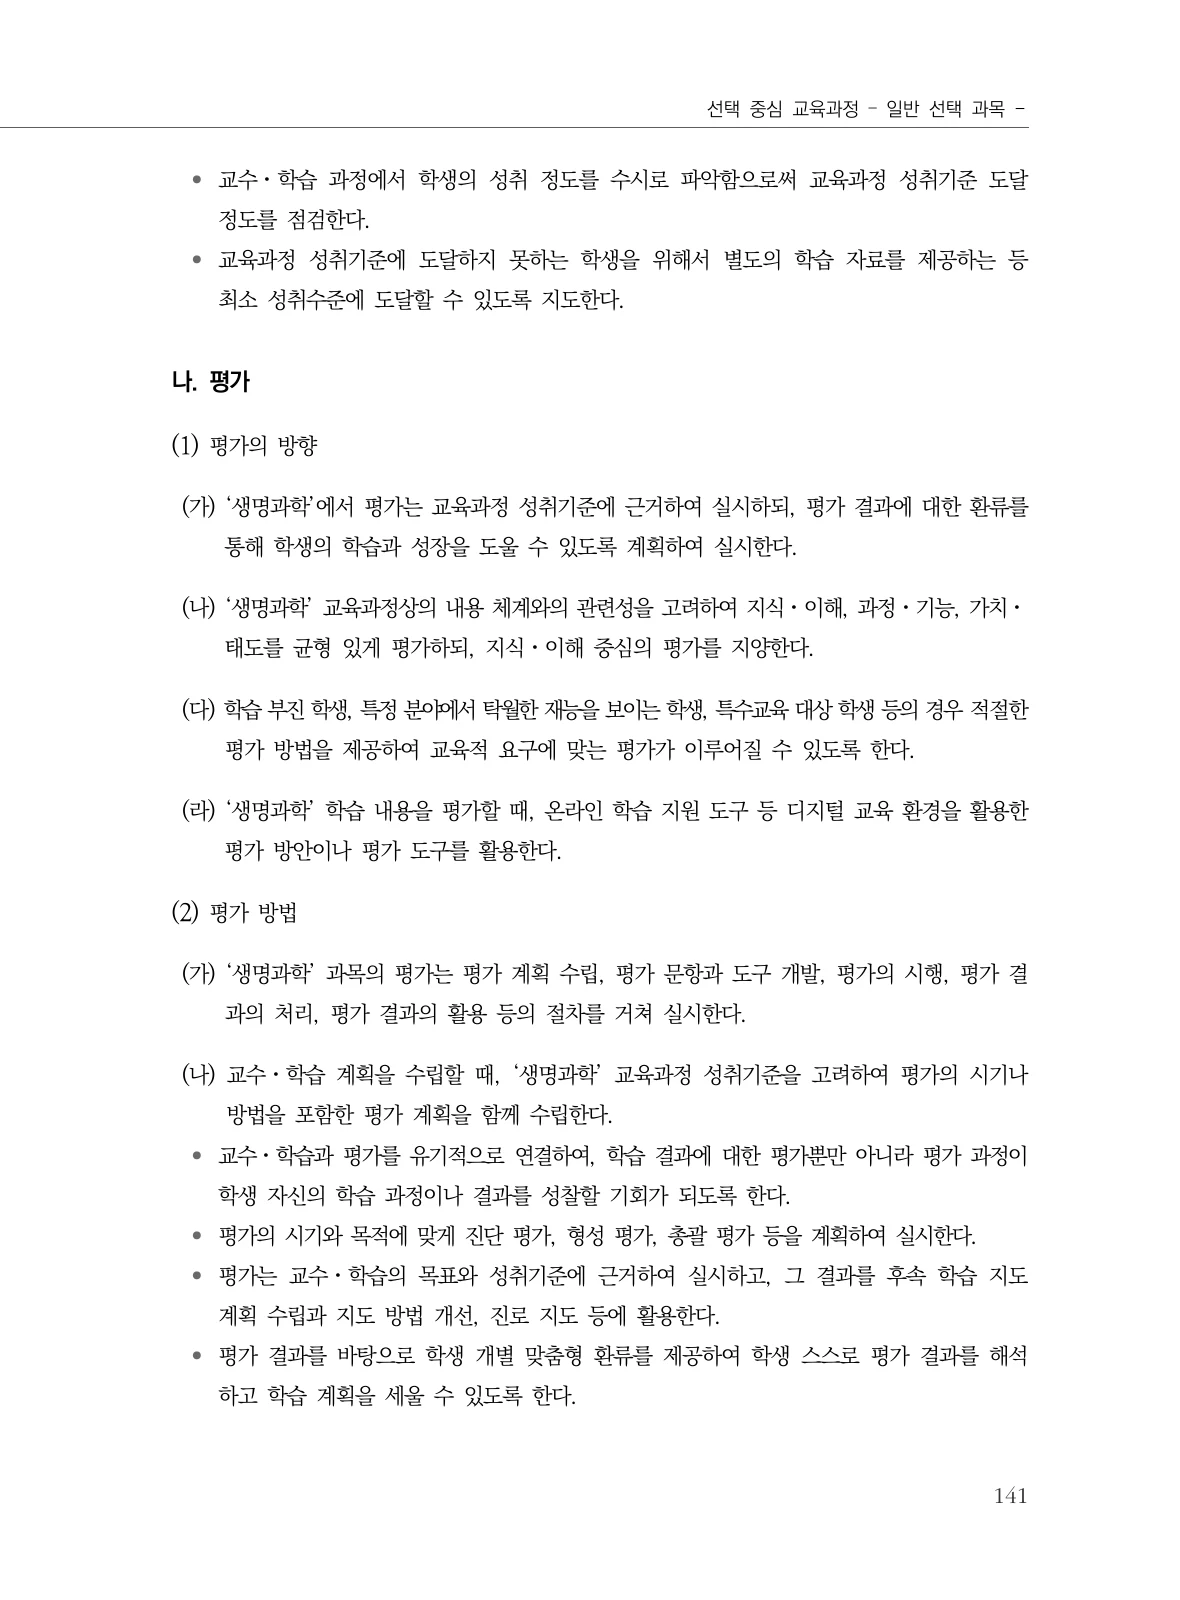 선택 중심 교육과정 - 일반 선택 과목 -
• 교수・학습 과정에서 학생의 성취 정도를 수시로 파악함으로써 교육과정 성취기준 도달
정도를 점검한다.
• 교육과정 성취기준에 도달하지 못하는 학생을 위해서 별도의 학습 자료를 제공하는 등
최소 성취수준에 도달할 수 있도록 지도한다.
나. 평가
(1) 평가의 방향
(가) ‘생명과학’에서 평가는 교육과정 성취기준에 근거하여 실시하되, 평가 결과에 대한 환류를
통해 학생의 학습과 성장을 도울 수 있도록 계획하여 실시한다.
(나) ‘생명과학’ 교육과정상의 내용 체계와의 관련성을 고려하여 지식・이해, 과정・기능, 가치・
태도를 균형 있게 평가하되, 지식・이해 중심의 평가를 지양한다.
(다) 학습 부진 학생, 특정 분야에서 탁월한 재능을 보이는 학생, 특수교육 대상 학생 등의 경우 적절한
평가 방법을 제공하여 교육적 요구에 맞는 평가가 이루어질 수 있도록 한다.
(라) ‘생명과학’ 학습 내용을 평가할 때, 온라인 학습 지원 도구 등 디지털 교육 환경을 활용한
평가 방안이나 평가 도구를 활용한다.
(2) 평가 방법
(가) ‘생명과학’ 과목의 평가는 평가 계획 수립, 평가 문항과 도구 개발, 평가의 시행, 평가 결
과의 처리, 평가 결과의 활용 등의 절차를 거쳐 실시한다.
(나) 교수・학습 계획을 수립할 때, ‘생명과학’ 교육과정 성취기준을 고려하여 평가의 시기나
방법을 포함한 평가 계획을 함께 수립한다.
• 교수・학습과 평가를 유기적으로 연결하여, 학습 결과에 대한 평가뿐만 아니라 평가 과정이
학생 자신의 학습 과정이나 결과를 성찰할 기회가 되도록 한다.
• 평가의 시기와 목적에 맞게 진단 평가, 형성 평가, 총괄 평가 등을 계획하여 실시한다.
• 평가는 교수・학습의 목표와 성취기준에 근거하여 실시하고, 그 결과를 후속 학습 지도
계획 수립과 지도 방법 개선, 진로 지도 등에 활용한다.
• 평가 결과를 바탕으로 학생 개별 맞춤형 환류를 제공하여 학생 스스로 평가 결과를 해석
하고 학습 계획을 세울 수 있도록 한다.
141